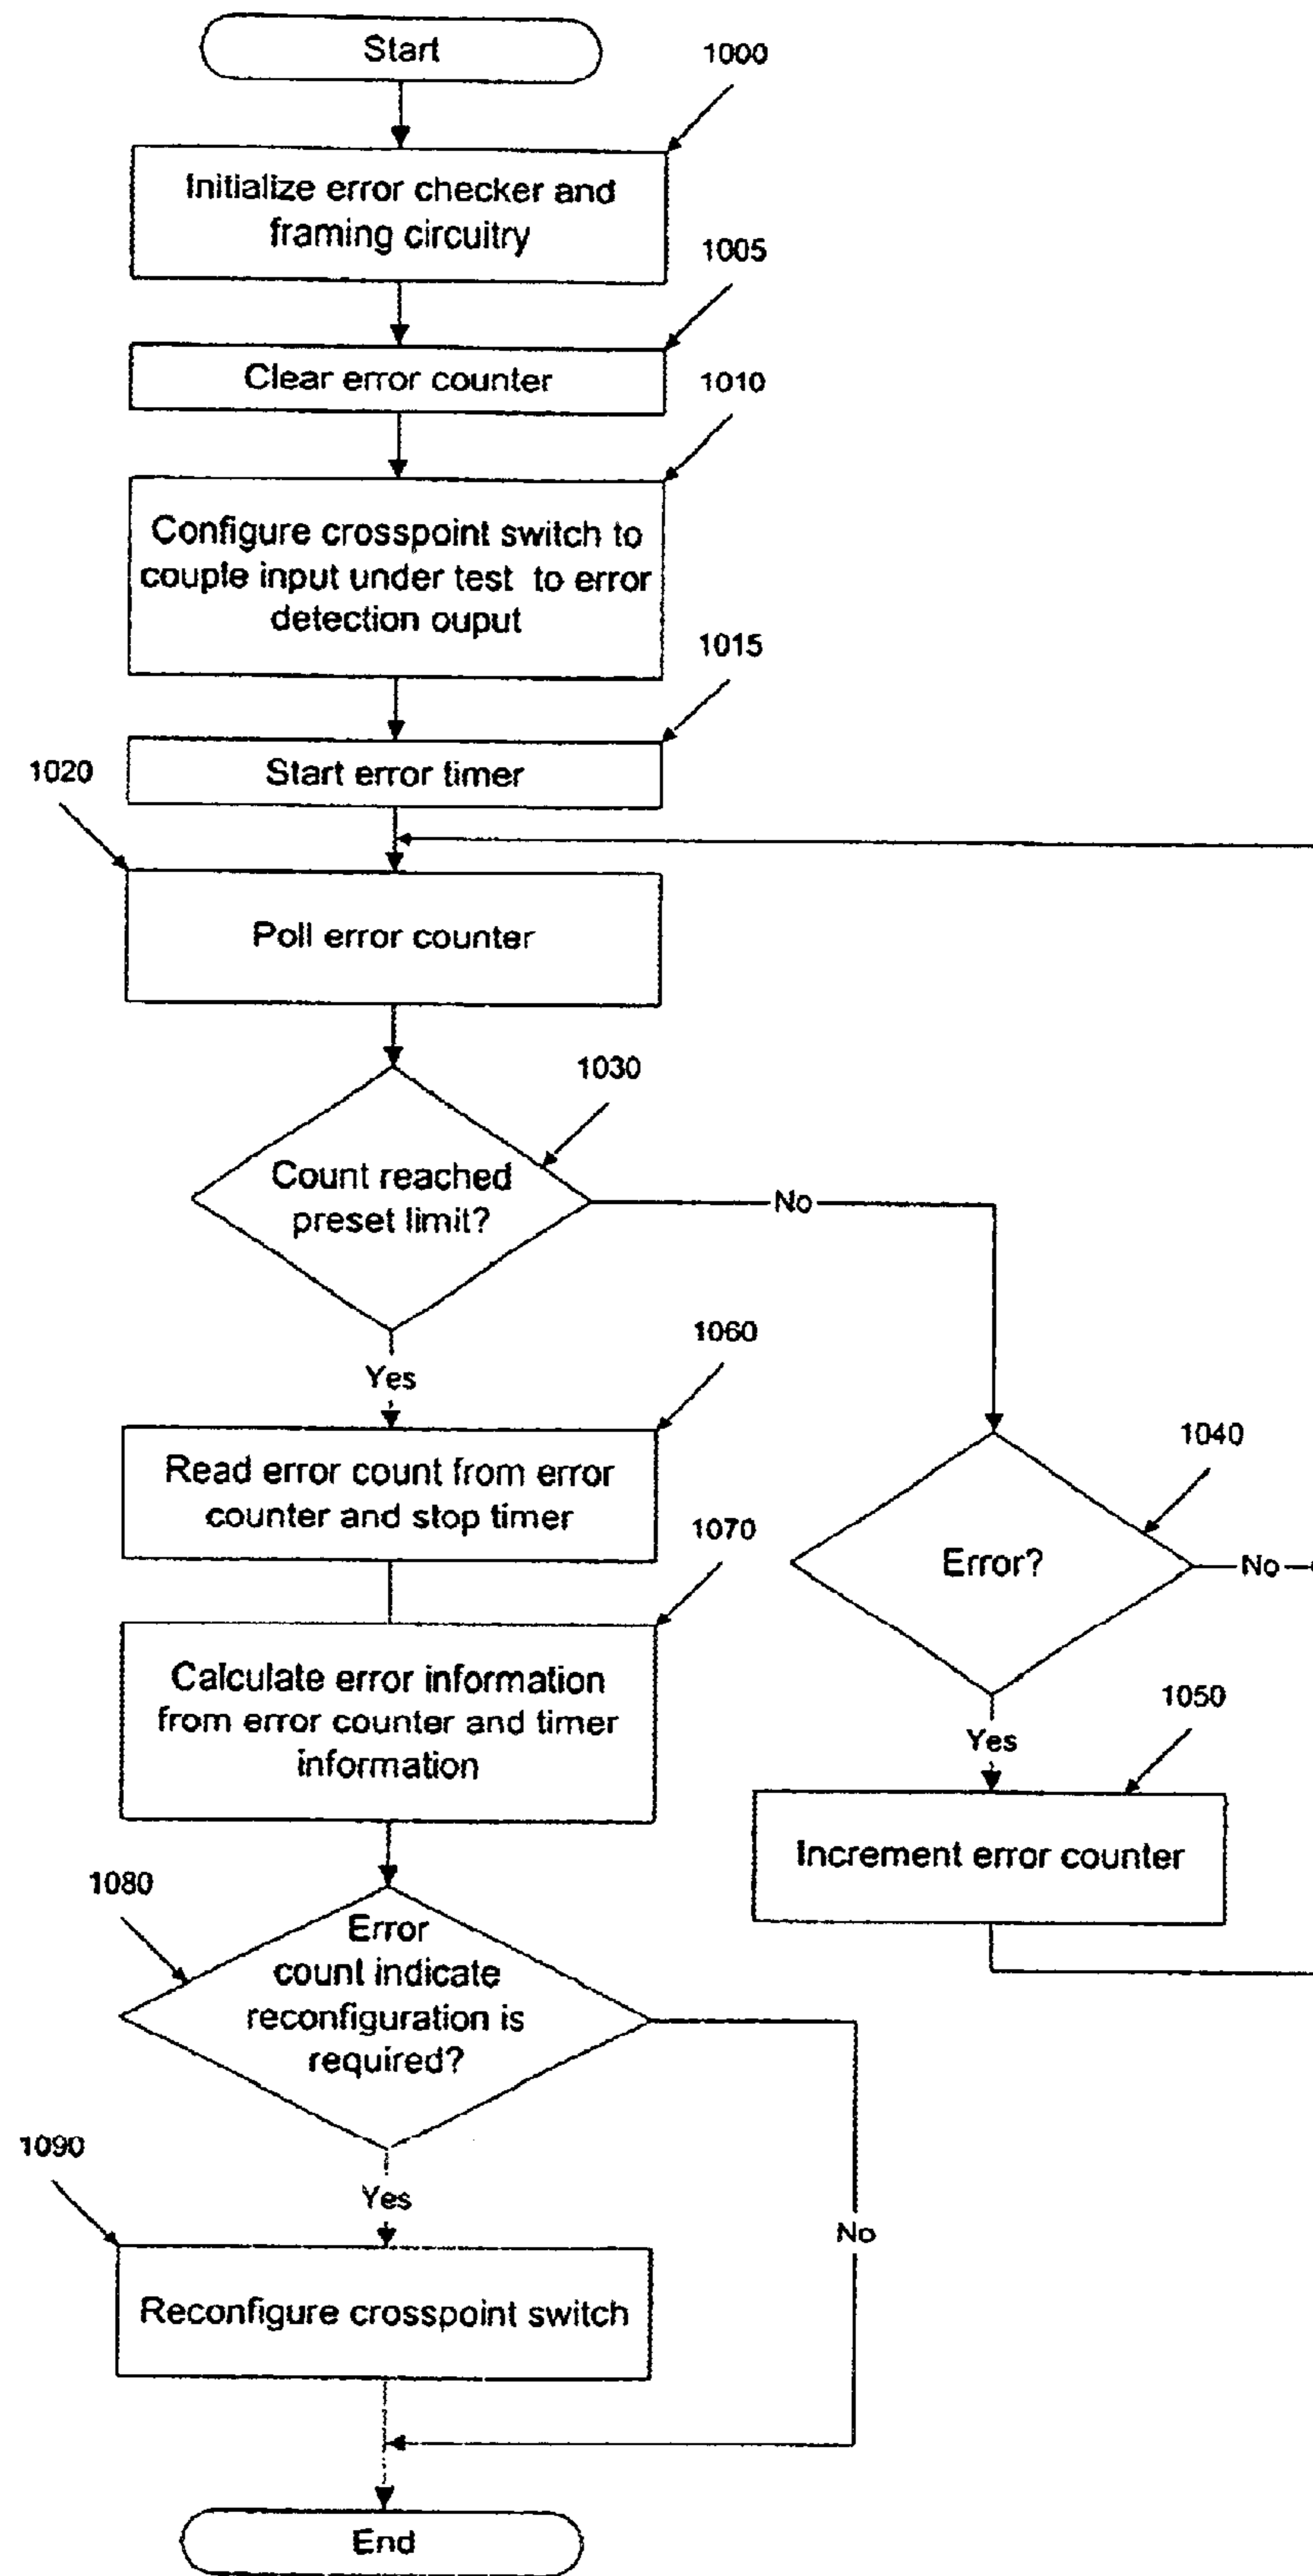 Start
1000
Initialize error checker and
framing circuitry
1005
Clear error counter
1010
Configure crosspoint switch to
couple input under test to error
detection ouput
1015
Start error timer
1020
Poll error counter
1030
Count reached
preset limit?
No
Yes
1060
Read error count from error
counter and stop timer
1040
Error?
No
1070
Calculate error information
from error counter and timer
information
Yes
1050
Increment error counter
1080
Error
count indicate
reconfiguration is
required?
1090
Yes
No
Reconfigure crosspoint switch
End